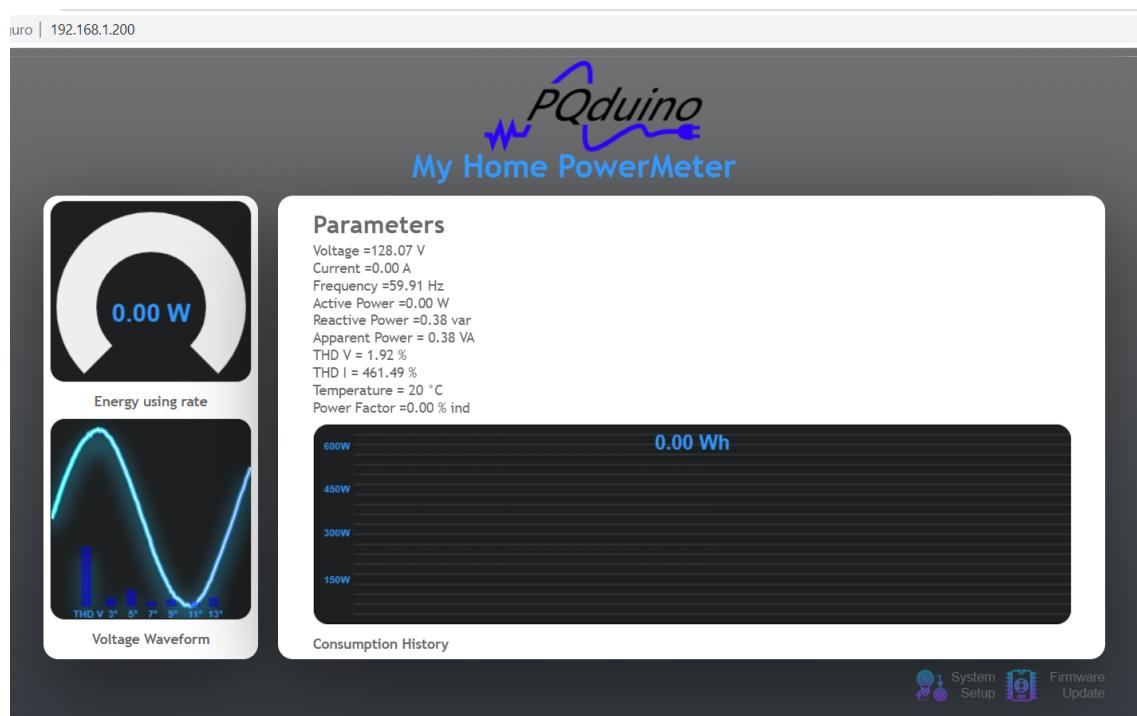 guro | 192.168.1.200
PQduino
My Home PowerMeter
0.00 W
Energy using rate
THD V 3° 5° 7° 9° 11° 13°
Voltage Waveform
Parameters
Voltage =128.07 V
Current =0.00 A
Frequency =59.91 Hz
Active Power =0.00 W
Reactive Power =0.38 var
Apparent Power = 0.38 VA
THD V = 1.92 %
THD I = 461.49 %
Temperature = 20 °C
Power Factor =0.00 % ind
0.00 Wh
600W
450W
300W
150W
Consumption History
System
Setup
Firmware
Update